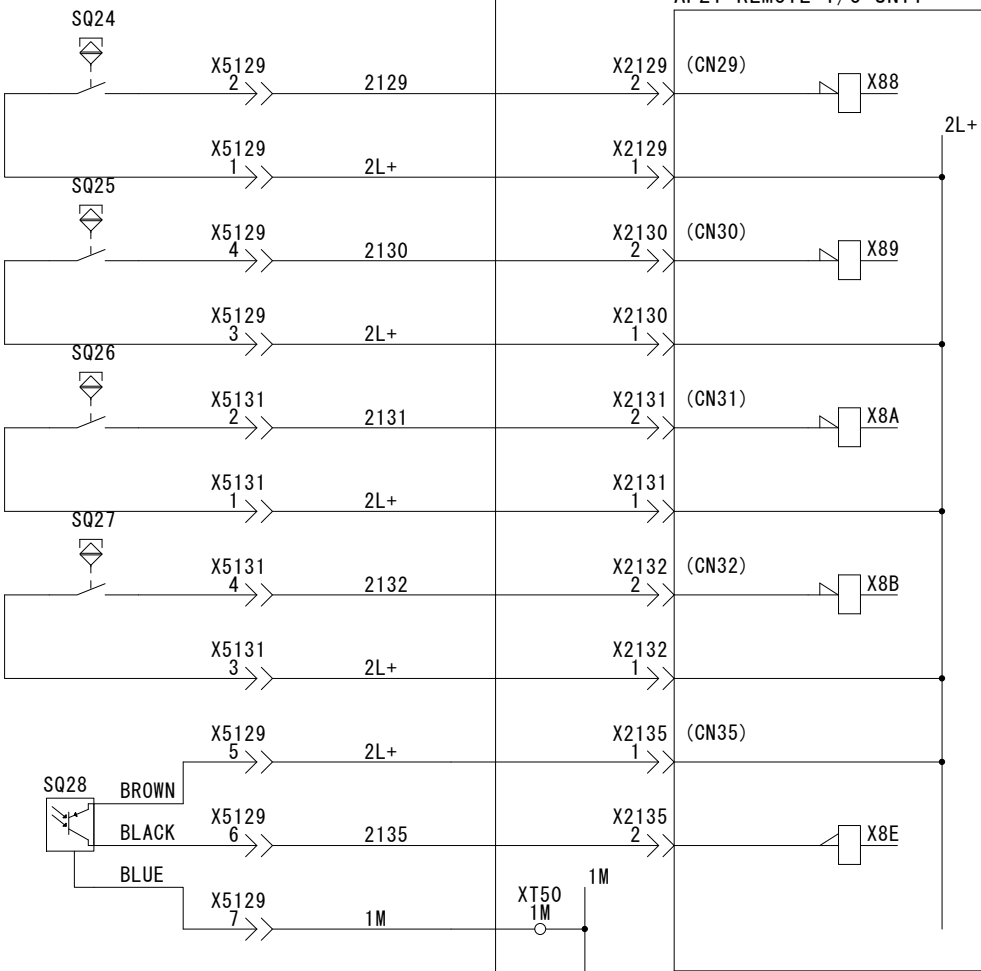 SQ24
X5129 X2129 (CN29)
2 2129 2 X88
2L+
X5129 X2129
1 2L+ 1
SQ25
X5129 X2130 (CN30)
4 2130 2 X89
X5129 X2130
3 2L+ 1
SQ26
X5131 X2131 (CN31)
2 2131 2 X8A
X5131 X2131
1 2L+ 1
SQ27
X5131 X2132 (CN32)
4 2132 2 X8B
X5131 X2132
3 2L+ 1
X5129 X2135 (CN35)
5 2L+ 1
SQ28 BROWN
X5129 X2135
BLACK 6 2135 2 X8E
BLUE 1M
X5129 XT50
7 1M 1M